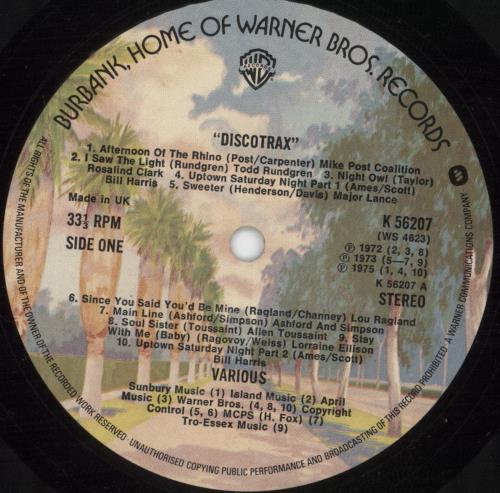 BURBANK, HOME OF WARNER BROS. RECORDS
"DISCOTRAX"
1. Afternoon Of The Rhino (Post/Carpenter) Mike Post Coalition
2. I Saw The Light (Rundgren) Todd Rundgren 3. Night Owl (Taylor)
Rosalind Clark 4. Uptown Saturday Night Part 1 (Ames/Scott)
Bill Harris 5. Sweeter (Henderson/Davis) Major Lance
Made in UK
33⅓ RPM
SIDE ONE
K 56207
(WS 4623)
℗ 1972 (2, 3, 8)
℗ 1973 (5—7, 9)
℗ 1975 (1, 4, 10)
K 56207 A
STEREO
6. Since You Said You'd Be Mine (Ragland/Channey) Lou Ragland
7. Main Line (Ashford/Simpson) Ashford And Simpson
8. Soul Sister (Toussaint) Allen Toussaint 9. Stay
With Me (Baby) (Ragovoy/Weiss) Lorraine Ellison
10. Uptown Saturday Night Part 2 (Ames/Scott)
Bill Harris
VARIOUS
Sunbury Music (1) Island Music (2) April
Music (3) Warner Bros. (4, 8, 10) Copyright
Control (5, 6) MCPS (H. Fox) (7)
Tro-Essex Music (9)
ALL RIGHTS OF THE MANUFACTURER AND OF THE OWNER OF THE RECORDED WORK RESERVED · UNAUTHORISED COPYING PUBLIC PERFORMANCE AND BROADCASTING OF THIS RECORD PROHIBITED · A WARNER COMMUNICATIONS COMPANY